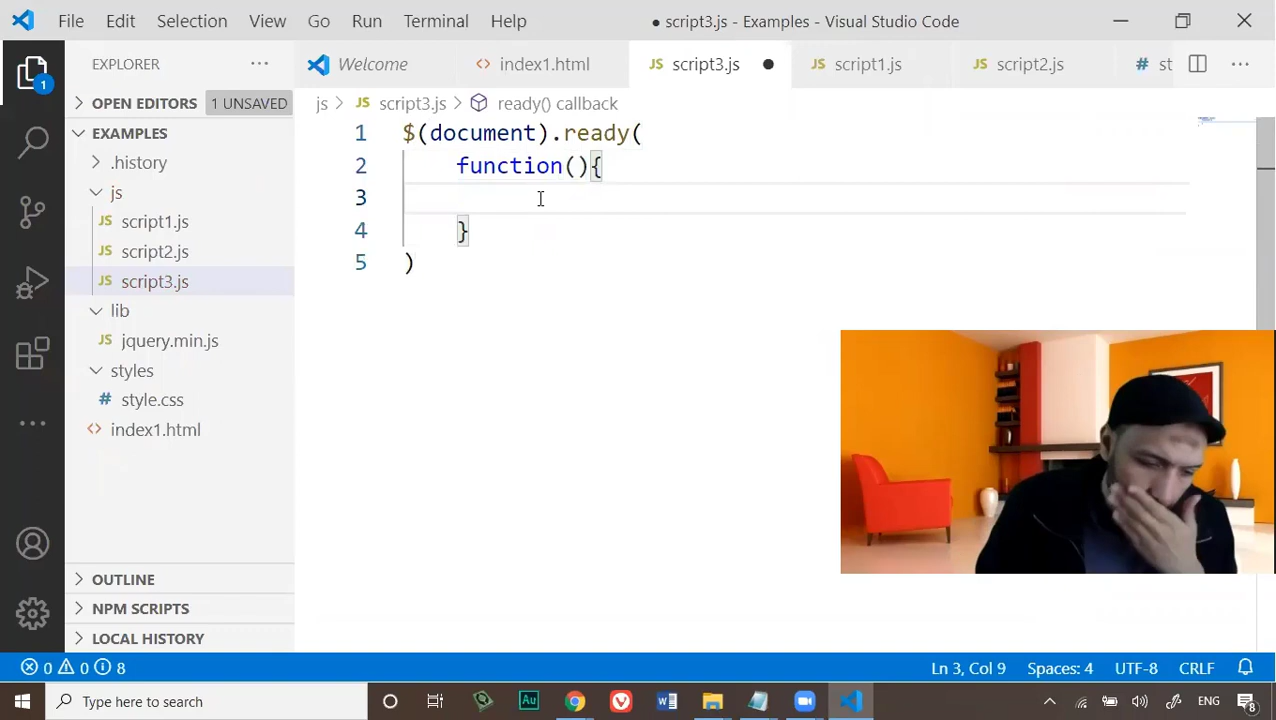 File Edit Selection View Go Run Terminal Help
● script3.js - Examples - Visual Studio Code
EXPLORER
Welcome
index1.html
script3.js
script1.js
script2.js
st
OPEN EDITORS 1 UNSAVED
js > script3.js > ready() callback
EXAMPLES
.history
js
script1.js
script2.js
script3.js
lib
jquery.min.js
styles
style.css
index1.html
1 $(document).ready(
2 function(){
3
4 }
5 )
1
OUTLINE
NPM SCRIPTS
LOCAL HISTORY
0 0 8
Ln 3, Col 9 Spaces: 4 UTF-8 CRLF
Type here to search
Au
W
ENG
8